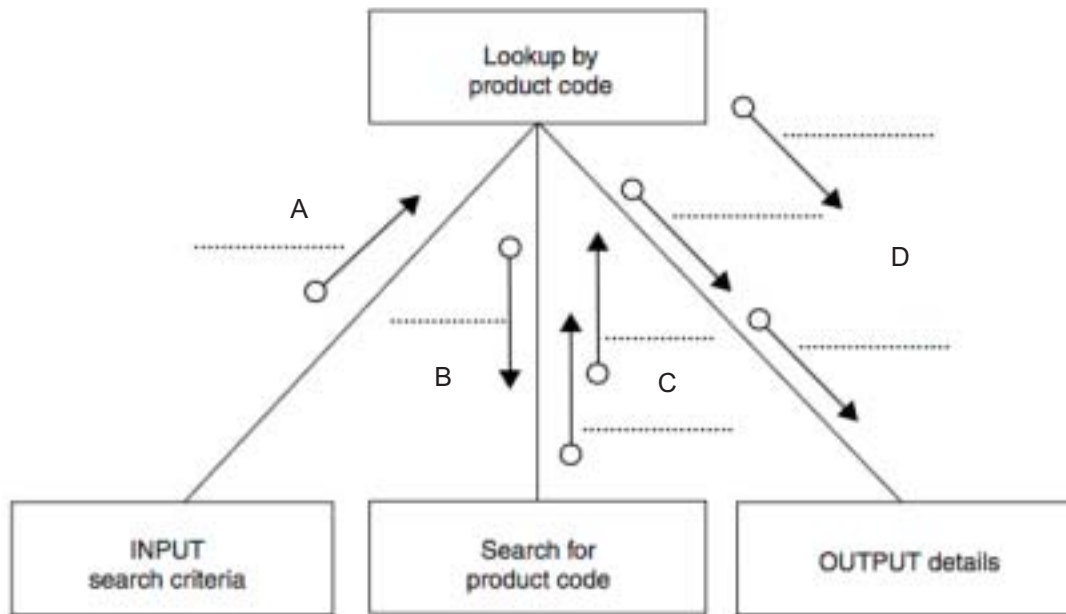 Lookup by
product code
A
D
B
C
INPUT
search criteria
Search for
product code
OUTPUT details